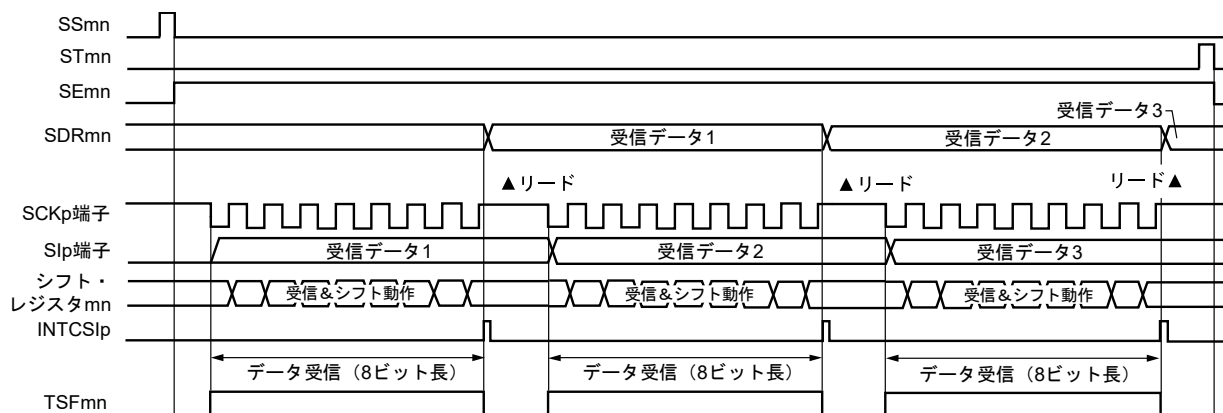 SSmn
STmn
SEmn
受信データ3
SDRmn
受信データ1
受信データ2
▲リード
▲リード
リード▲
SCKp端子
SIp端子
受信データ1
受信データ2
受信データ3
シフト・
レジスタmn
受信&シフト動作
受信&シフト動作
受信&シフト動作
INTCSIp
データ受信（8ビット長）
データ受信（8ビット長）
データ受信（8ビット長）
TSFmn